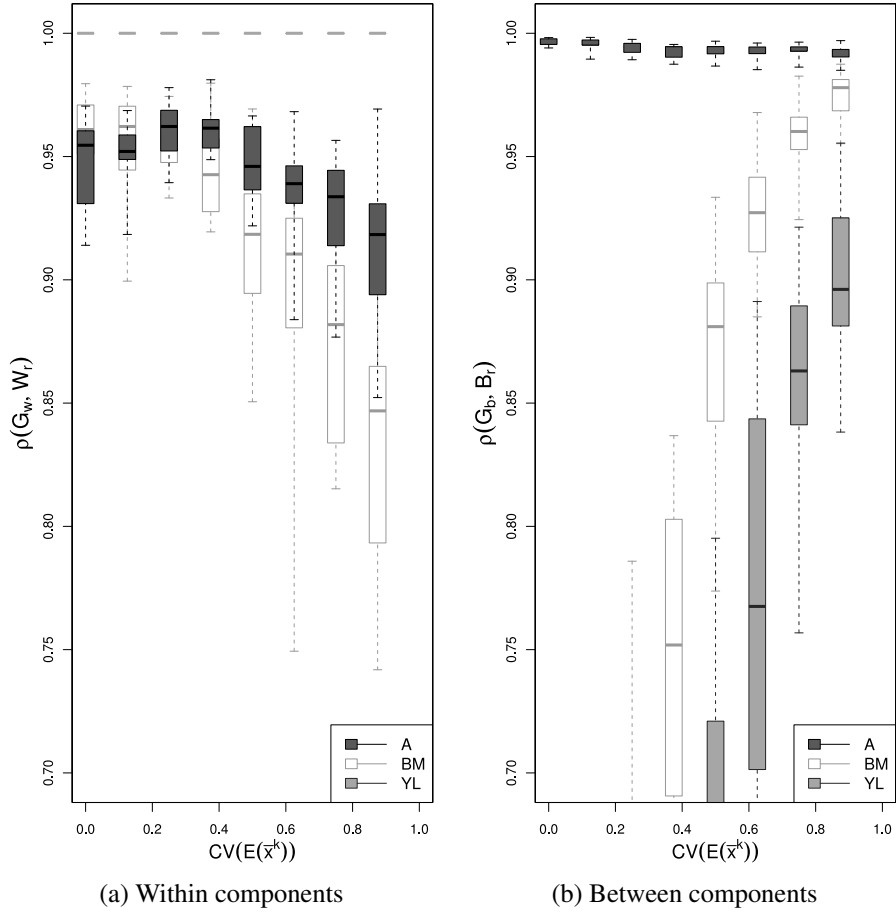 1.00
0.95
0.90
0.85
0.80
0.75
0.70
ρ(G_w, W_r)
0.0 0.2 0.4 0.6 0.8 1.0
CV(E(x̄^k))
A
BM
YL
(a) Within components
1.00
0.95
0.90
0.85
0.80
0.75
0.70
ρ(G_b, B_r)
0.0 0.2 0.4 0.6 0.8 1.0
CV(E(x̄^k))
A
BM
YL
(b) Between components